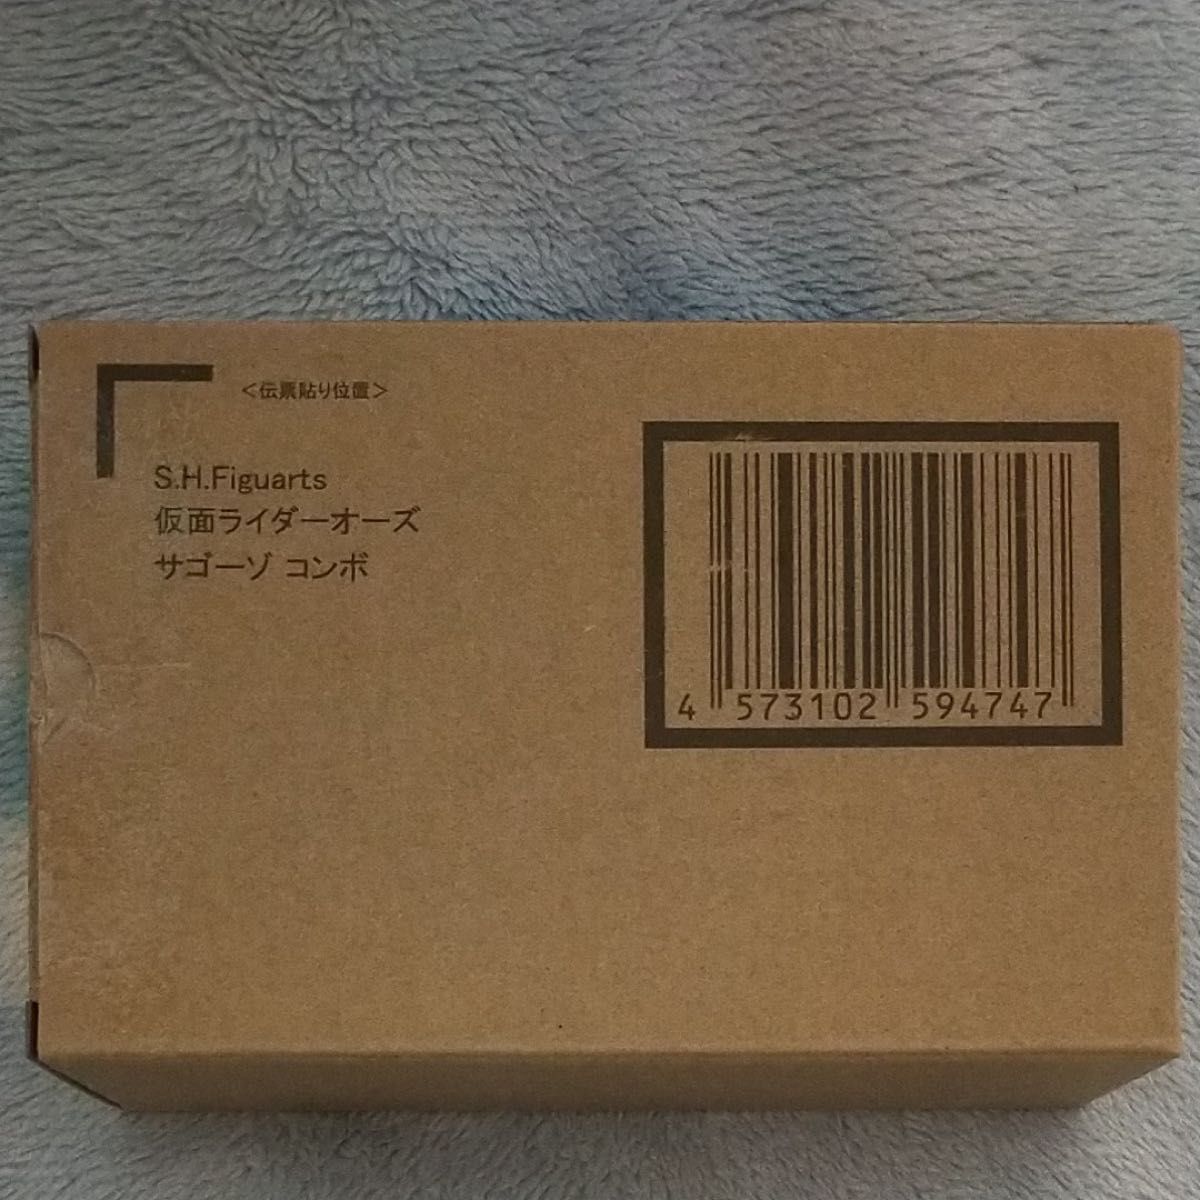 ＜伝票貼り位置＞
S.H.Figuarts
仮面ライダーオーズ
サゴーゾ コンボ
4 573102 594747